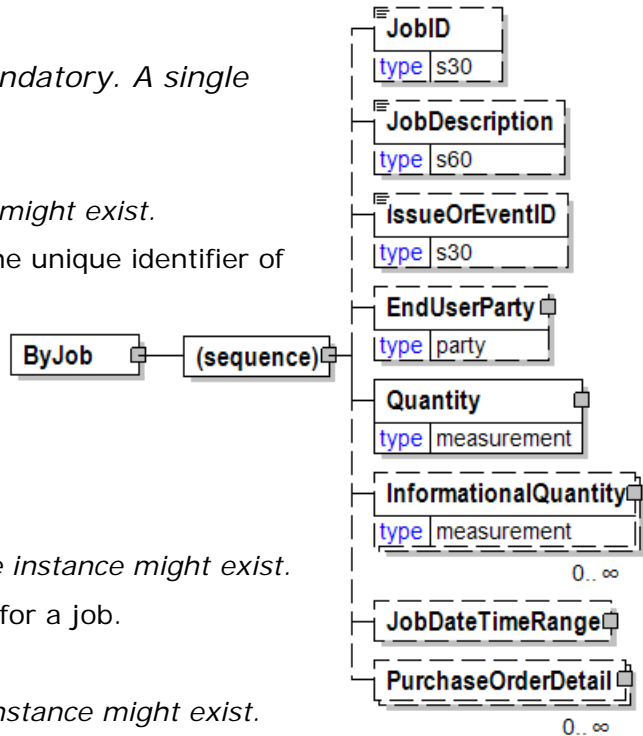 ndatory. A single
might exist.
he unique identifier of
e instance might exist.
for a job.
nstance might exist.
ByJob
(sequence)
JobID
type s30
JobDescription
type s60
IssueOrEventID
type s30
EndUserParty
type party
Quantity
type measurement
InformationalQuantity
type measurement
0.. ∞
JobDateTimeRange
PurchaseOrderDetail
0.. ∞